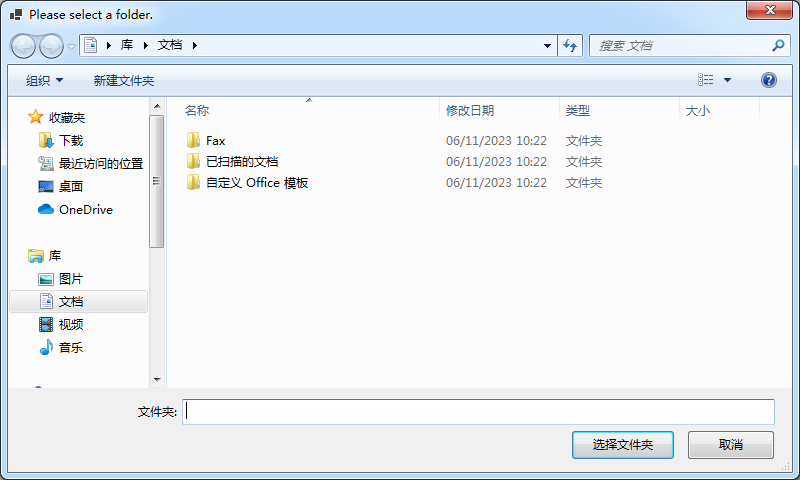 Please select a folder.
库 文档
搜索 文档
组织 新建文件夹
名称 修改日期 类型 大小
收藏夹
下载
最近访问的位置
桌面
OneDrive
库
图片
文档
视频
音乐
Fax 06/11/2023 10:22 文件夹
已扫描的文档 06/11/2023 10:22 文件夹
自定义 Office 模板 06/11/2023 10:22 文件夹
文件夹:
选择文件夹 取消